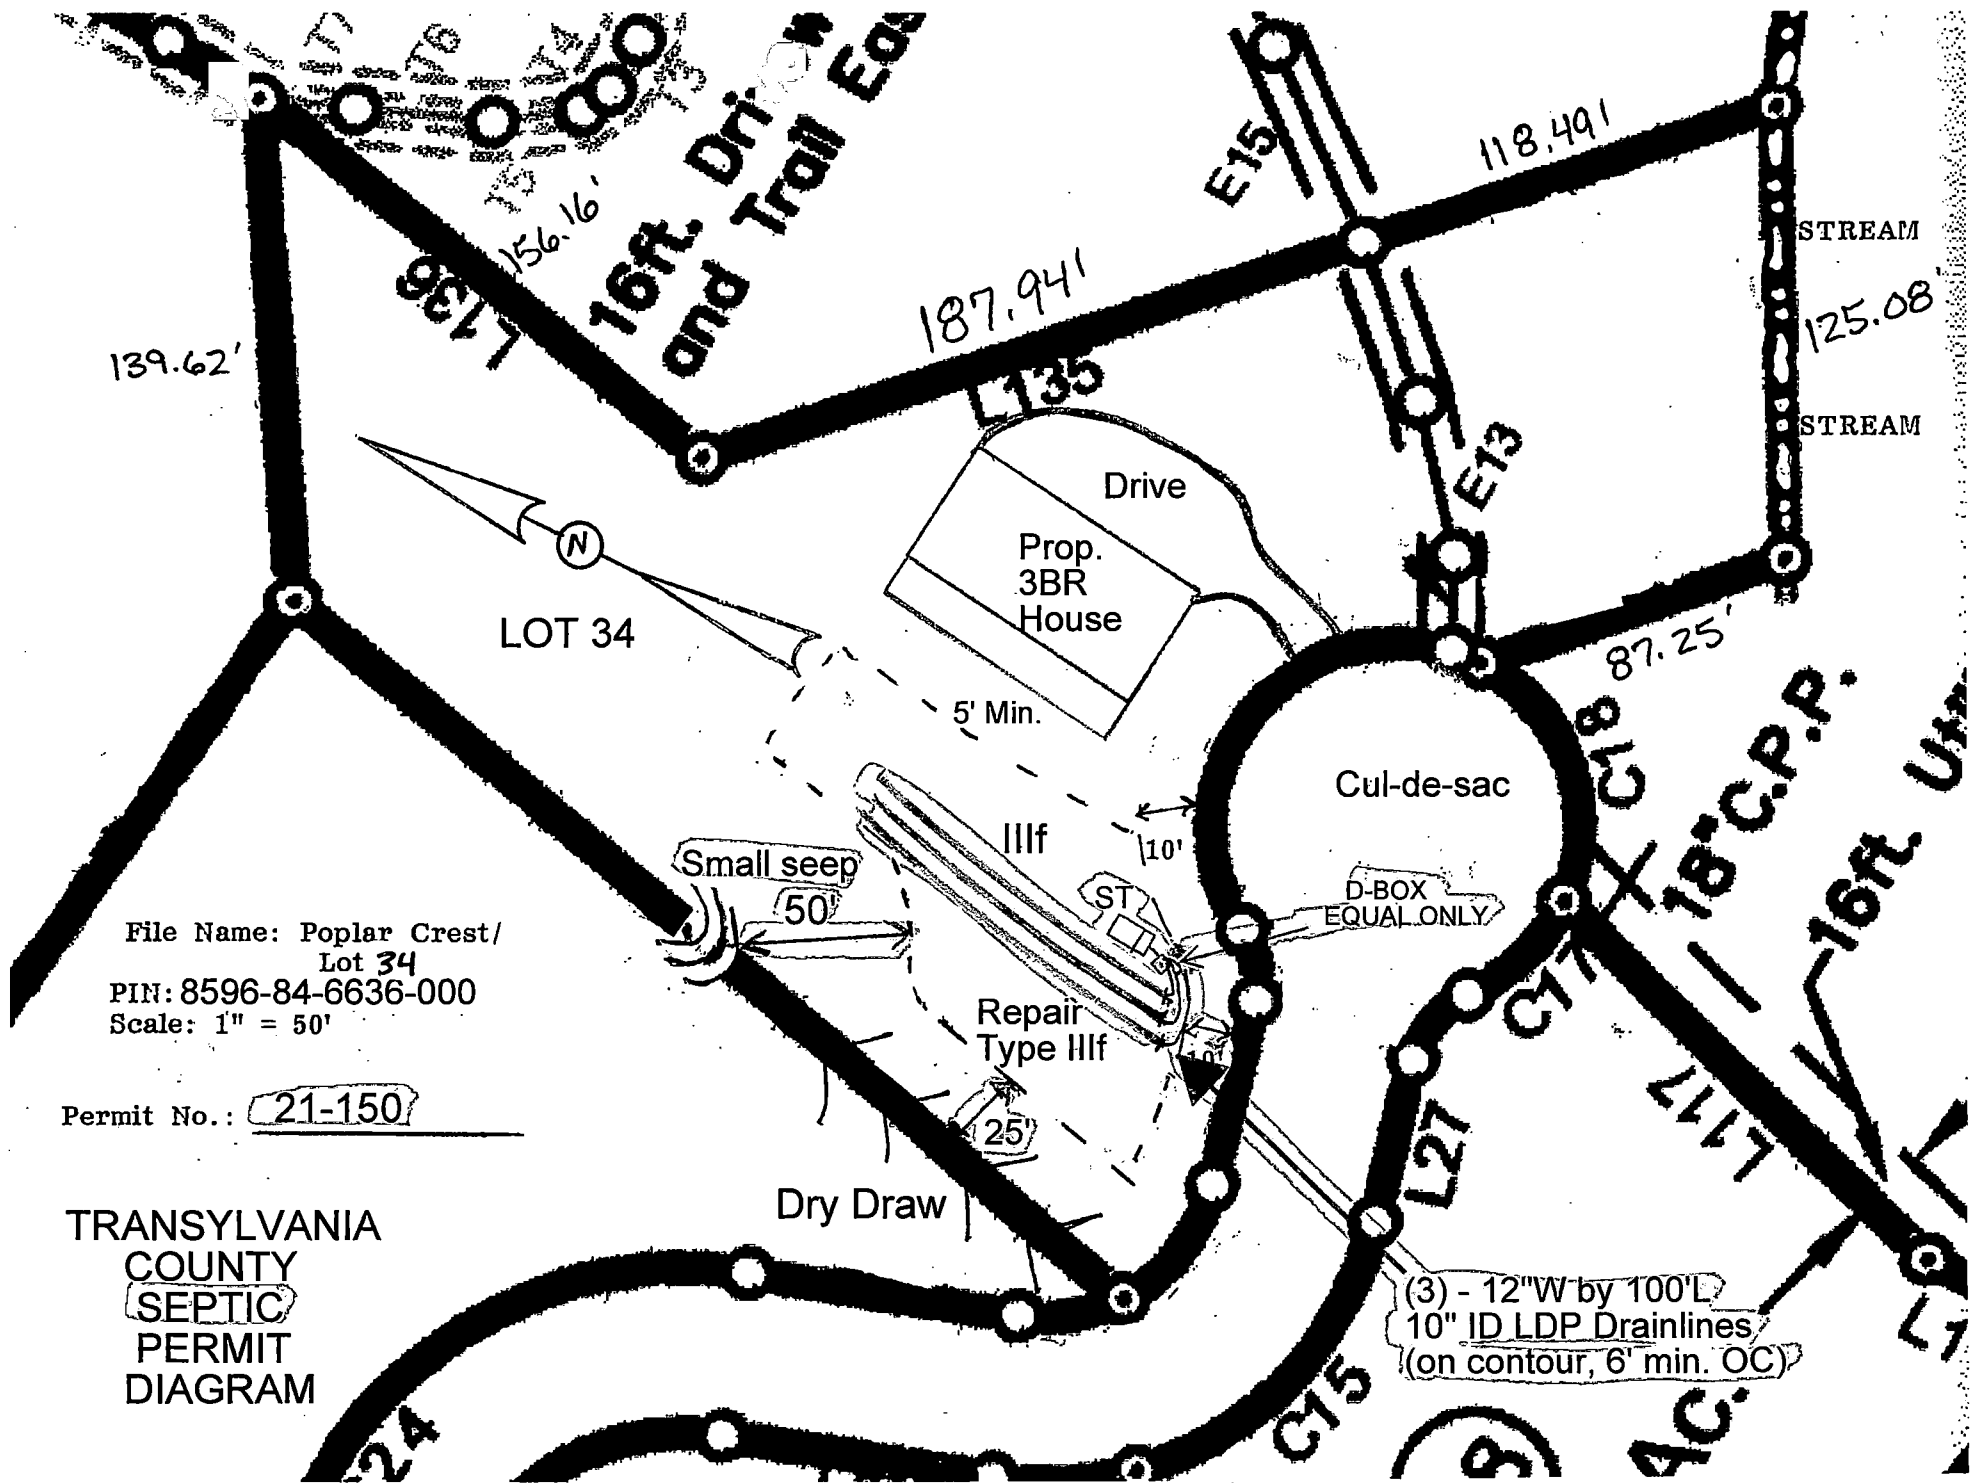 T6
T4
T3
16ft. Dri
and Trail Eas
156.16'
L136
139.62'
E15
118.491
187.941
L135
STREAM
125.08'
STREAM
E13
Drive
Prop.
3BR
House
N
LOT 34
5' Min.
87.25'
C18
18"C.P.P.
Cul-de-sac
10'
IIIf
ST
D-BOX
EQUAL ONLY
Small seep
50'
File Name: Poplar Crest/
Lot 34
PIN: 8596-84-6636-000
Scale: 1" = 50'
Repair
Type IIIf
10'
25'
C17
16ft.
L117
L27
Permit No.: 21-150
Dry Draw
TRANSYLVANIA
COUNTY
SEPTIC
PERMIT
DIAGRAM
(3) - 12"W by 100'L
10" ID LDP Drainlines
(on contour, 6' min. OC)
C15
AC.